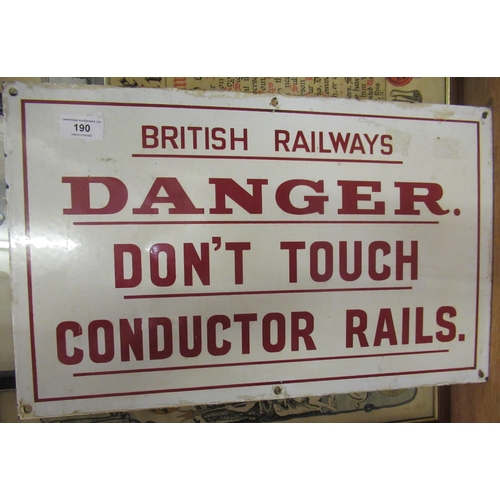 190
BRITISH RAILWAYS
DANGER.
DON'T TOUCH
CONDUCTOR RAILS.